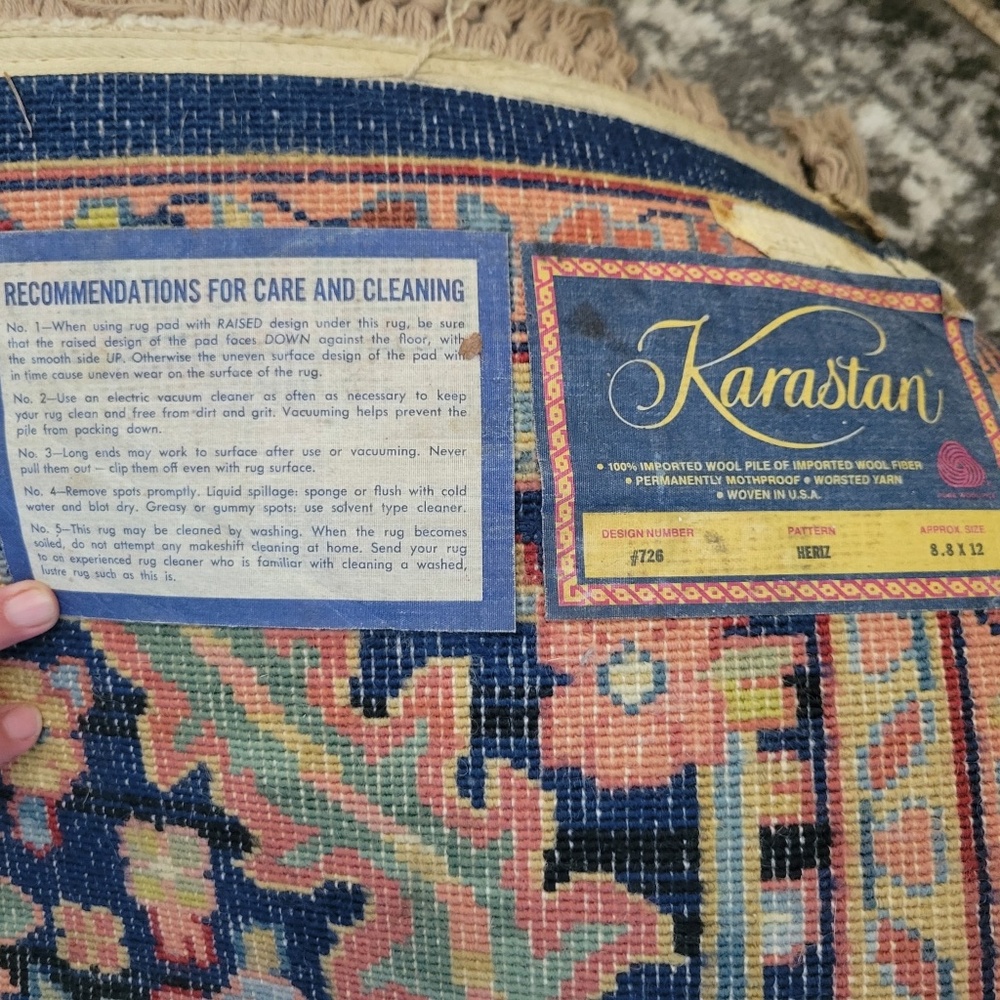 RECOMMENDATIONS FOR CARE AND CLEANING
No. 1—When using rug pad with RAISED design under this rug, be sure
that the raised design of the pad faces DOWN against the floor, with
the smooth side UP. Otherwise the uneven surface design of the pad will
in time cause uneven wear on the surface of the rug.
No. 2—Use an electric vacuum cleaner as often as necessary to keep
your rug clean and free from dirt and grit. Vacuuming helps prevent the
pile from packing down.
No. 3—Long ends may work to surface after use or vacuuming. Never
pull them out — clip them off even with rug surface.
No. 4—Remove spots promptly. Liquid spillage: sponge or flush with cold
water and blot dry. Greasy or gummy spots: use solvent type cleaner.
No. 5—This rug may be cleaned by washing. When the rug becomes
soiled, do not attempt any makeshift cleaning at home. Send your rug
to an experienced rug cleaner who is familiar with cleaning a washed,
lustre rug such as this is.
Karastan
• 100% IMPORTED WOOL PILE OF IMPORTED WOOL FIBER
• PERMANENTLY MOTHPROOF • WORSTED YARN
• WOVEN IN U.S.A.
DESIGN NUMBER PATTERN APPROX. SIZE
#726 HERIZ 8.8 X 12